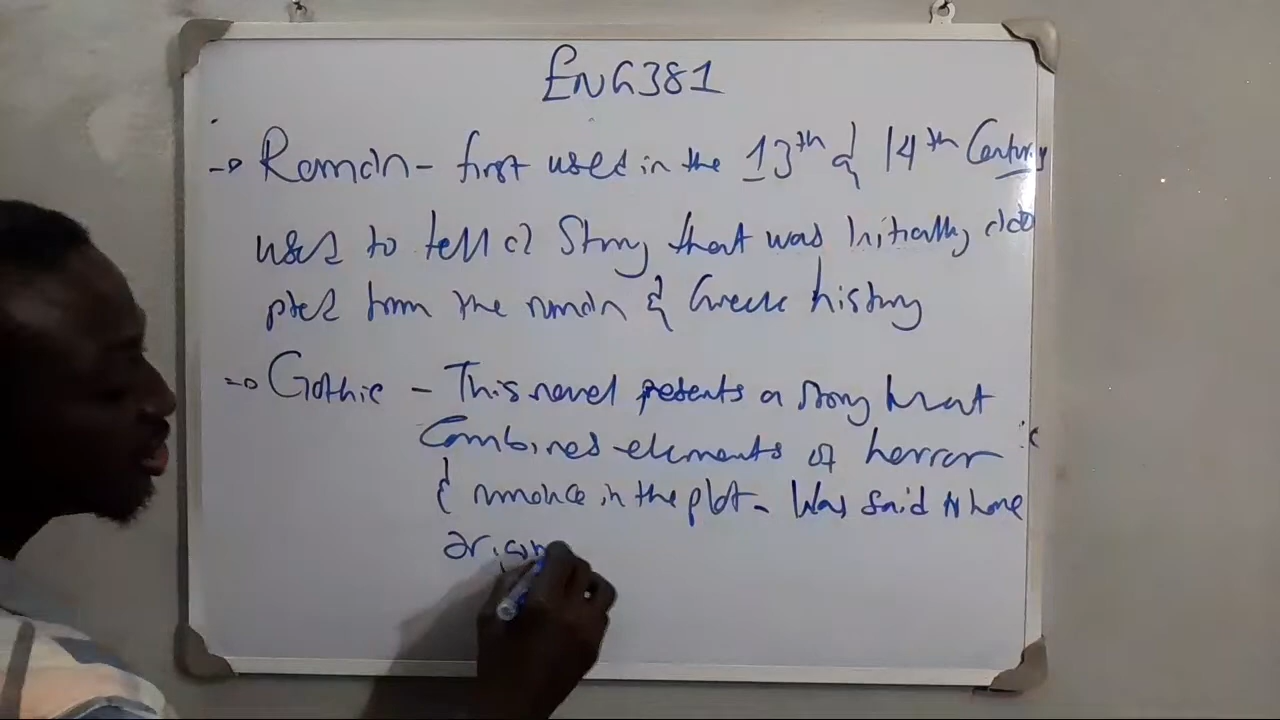 ENG381
→ Roman - first used in the 13th & 14th Century
used to tell a story that was Initially ado
pted from the roman & Greek history
→ Gothic - This novel presents a story that
Combines elements of horror
& romance in the plot. Was said to have